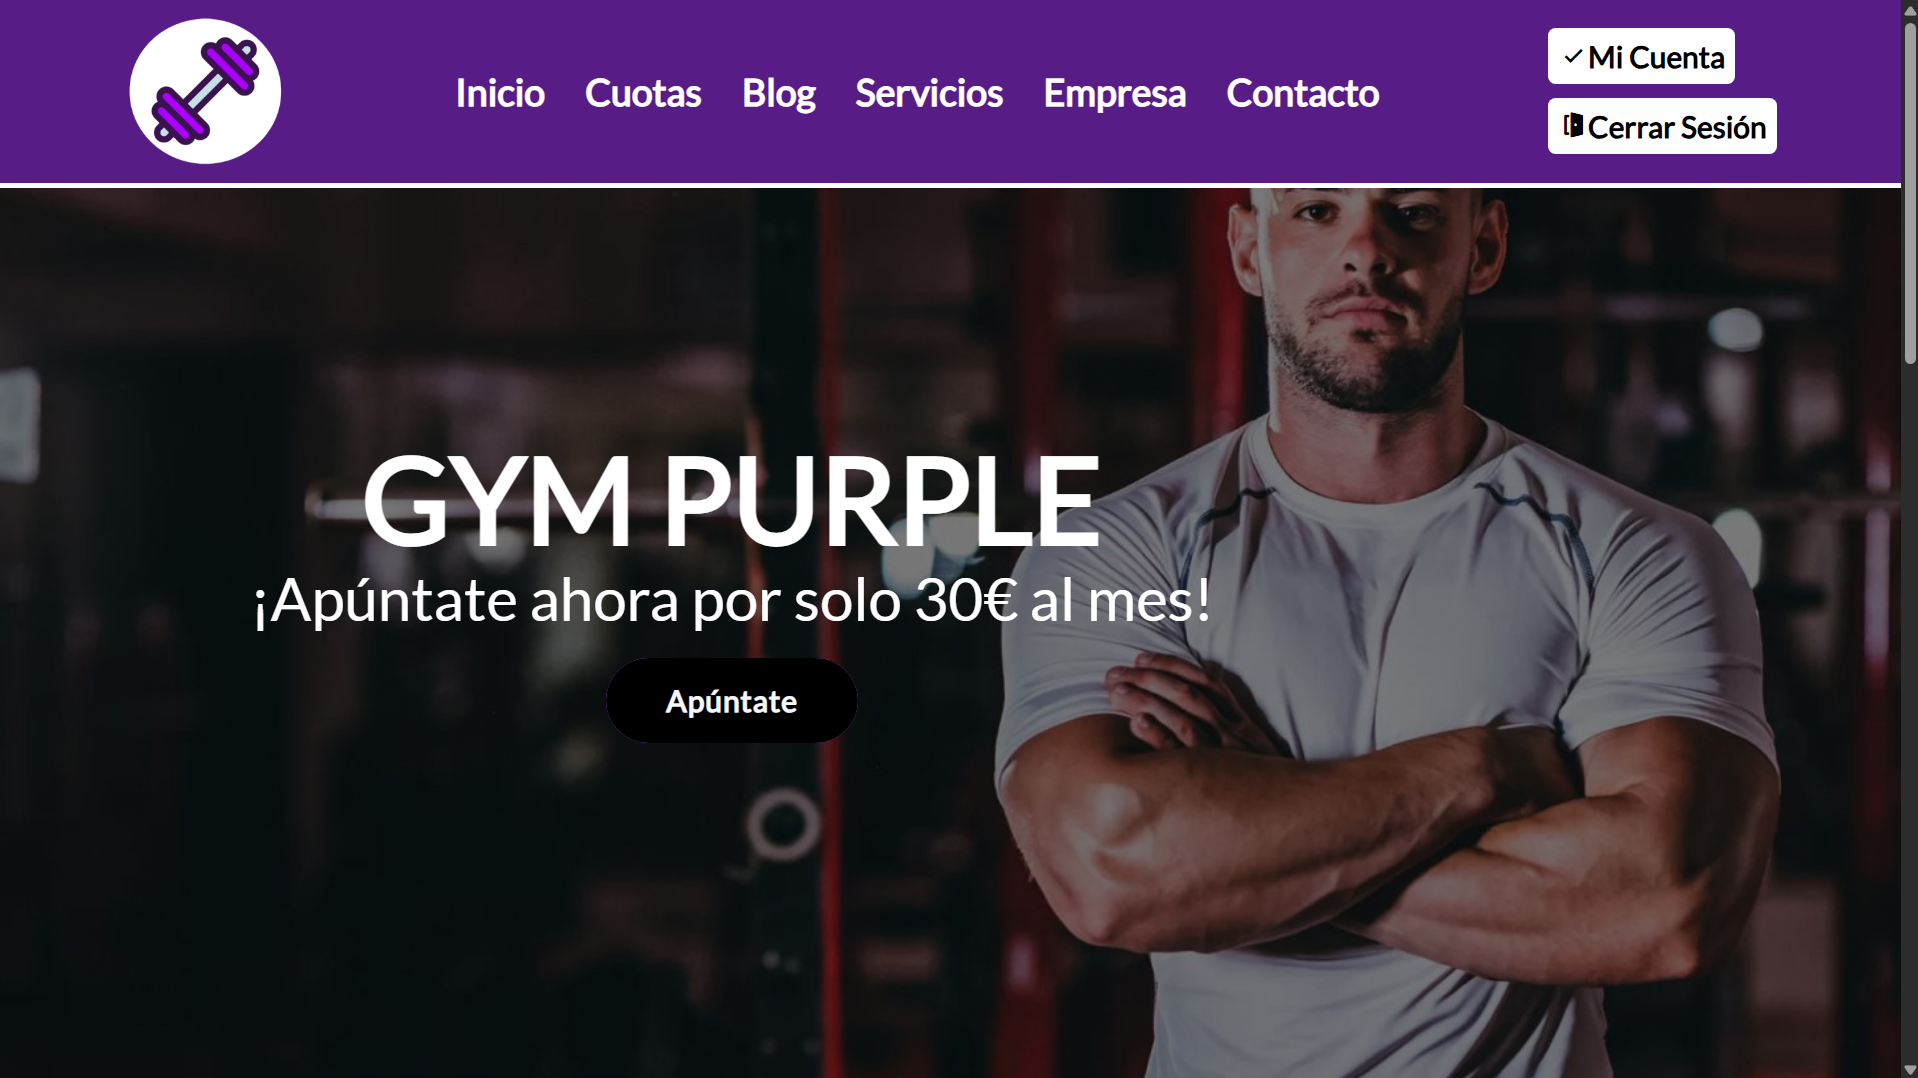 Inicio Cuotas Blog Servicios Empresa Contacto
Mi Cuenta
Cerrar Sesión
GYM PURPLE
¡Apúntate ahora por solo 30€ al mes!
Apúntate